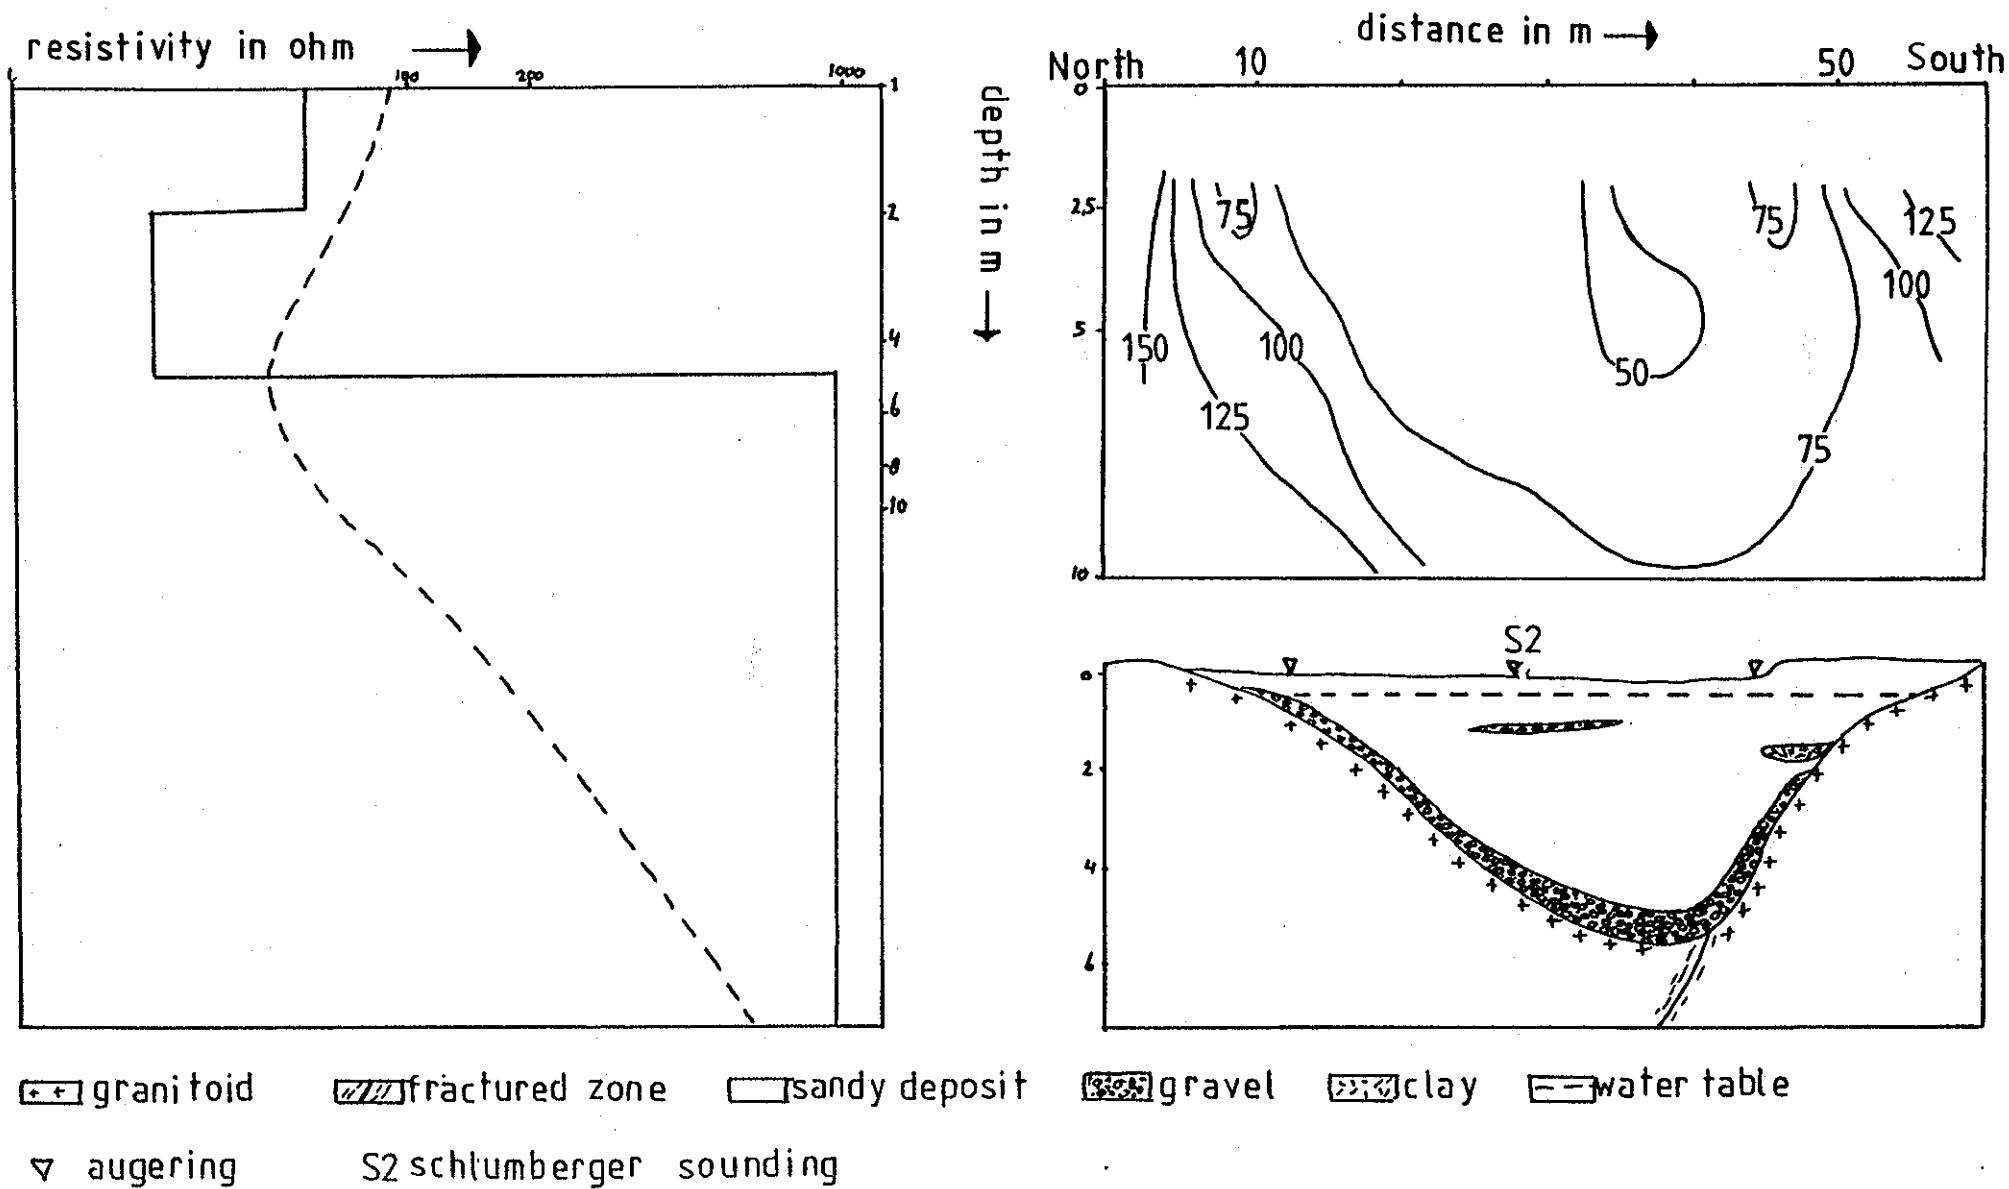 resistivity in ohm
1 100 200 1000
1
2
4
6
8
10
depth in m
distance in m
North 10 50 South
0
2,5
5
10
75 75 125
100
150 100 50
125 75
S2
0
2
4
6
granitoid fractured zone sandy deposit gravel clay water table
augering S2 schlumberger sounding